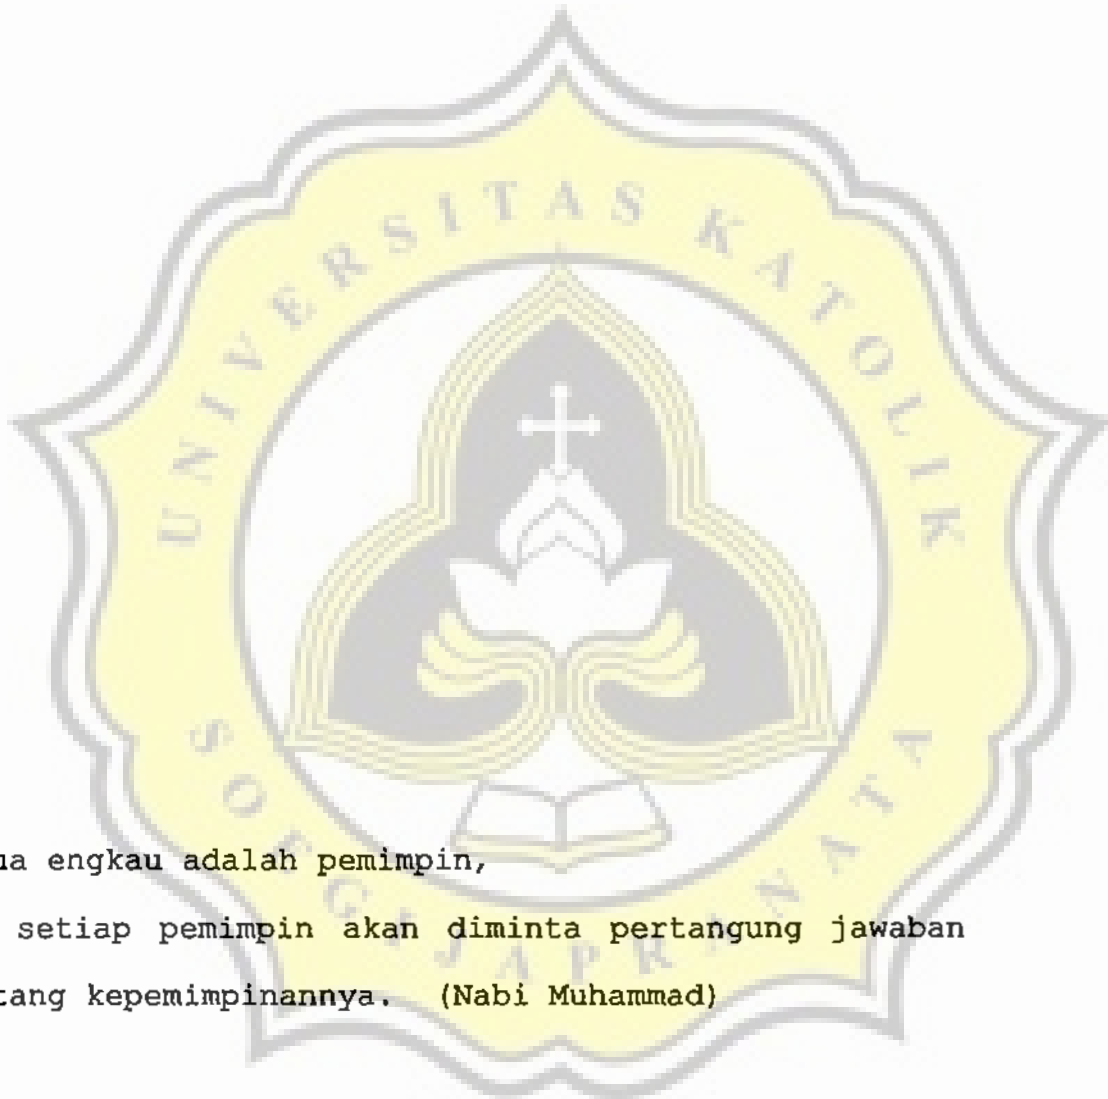 UNIVERSITAS KATOLIK
SOEGIJAPRANATA
engkau adalah pemimpin,
setiap pemimpin akan diminta pertangung jawaban
kepemimpinannya. (Nabi Muhammad)